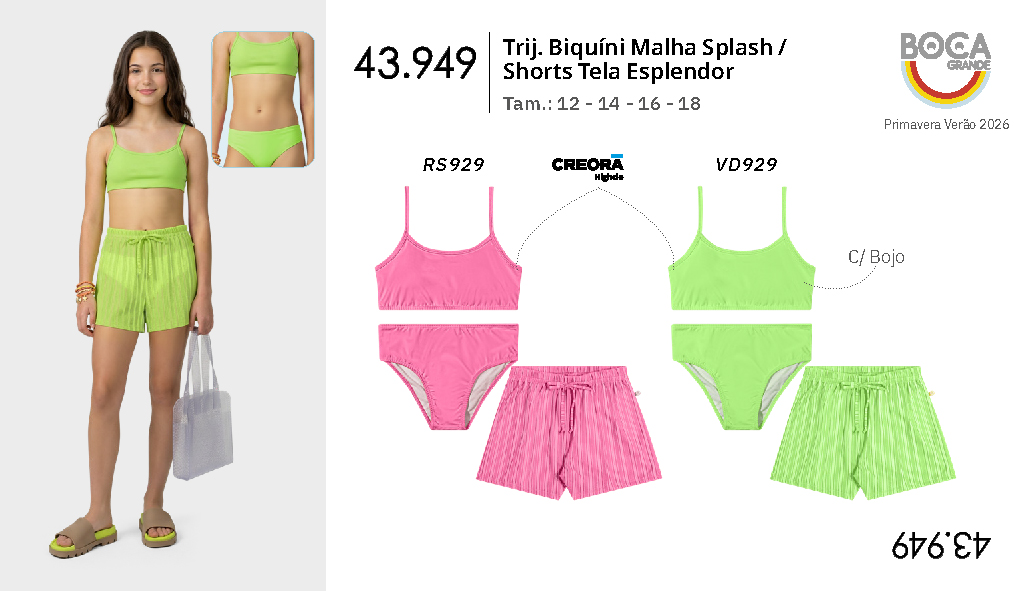 43.949
Trij. Biquíni Malha Splash /
Shorts Tela Esplendor
Tam.: 12 - 14 - 16 - 18
BOCA
GRANDE
Primavera Verão 2026
RS929
CREORA
Highclo
VD929
C/ Bojo
43.949